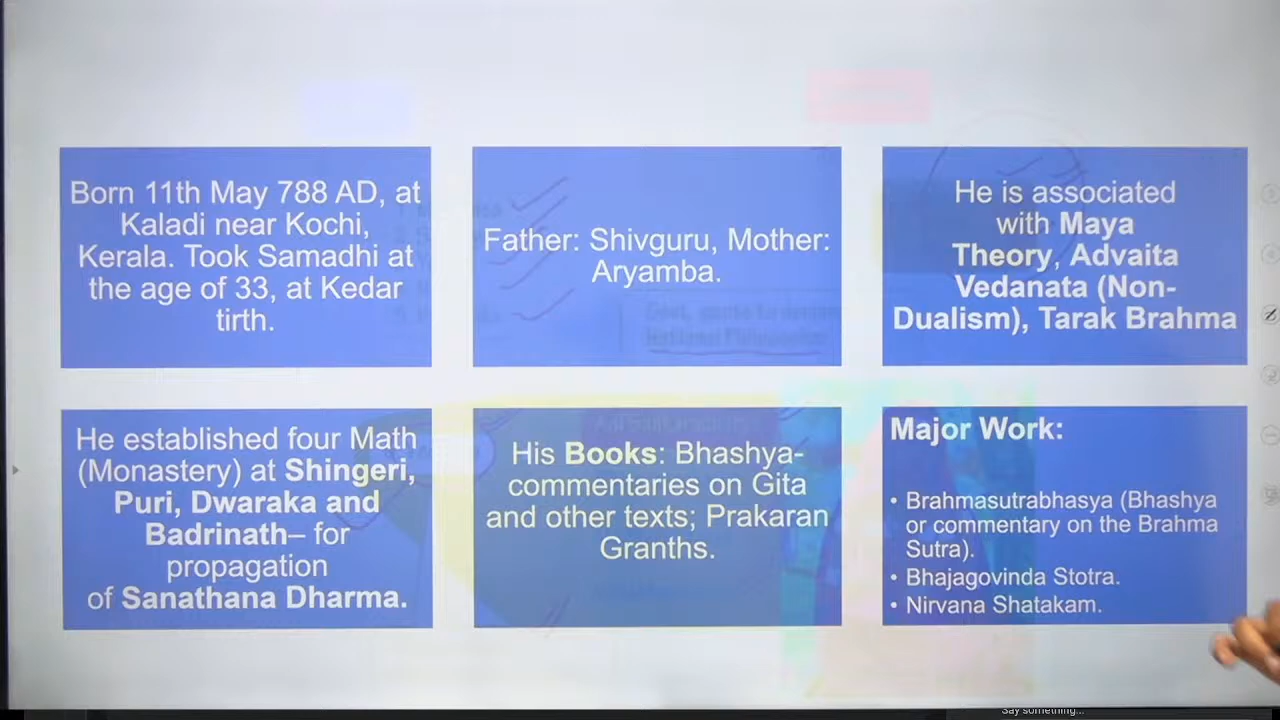 Born 11th May 788 AD, at
Kaladi near Kochi,
Kerala. Took Samadhi at
the age of 33, at Kedar
tirth.
Father: Shivguru, Mother:
Aryamba.
He is associated
with Maya
Theory, Advaita
Vedanata (Non-
Dualism), Tarak Brahma
He established four Math
(Monastery) at Shingeri,
Puri, Dwaraka and
Badrinath– for
propagation
of Sanathana Dharma.
His Books: Bhashya-
commentaries on Gita
and other texts; Prakaran
Granths.
Major Work:
• Brahmasutrabhasya (Bhashya
or commentary on the Brahma
Sutra).
• Bhajagovinda Stotra.
• Nirvana Shatakam.
Say something...